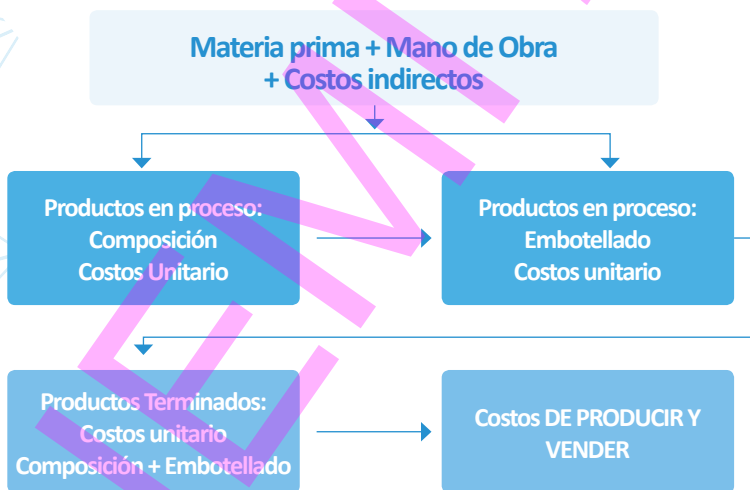 Materia prima + Mano de Obra
+ Costos indirectos
Productos en proceso:
Composición
Costos Unitario
Productos en proceso:
Embotellado
Costos unitario
Productos Terminados:
Costos unitario
Composición + Embotellado
Costos DE PRODUCIR Y
VENDER